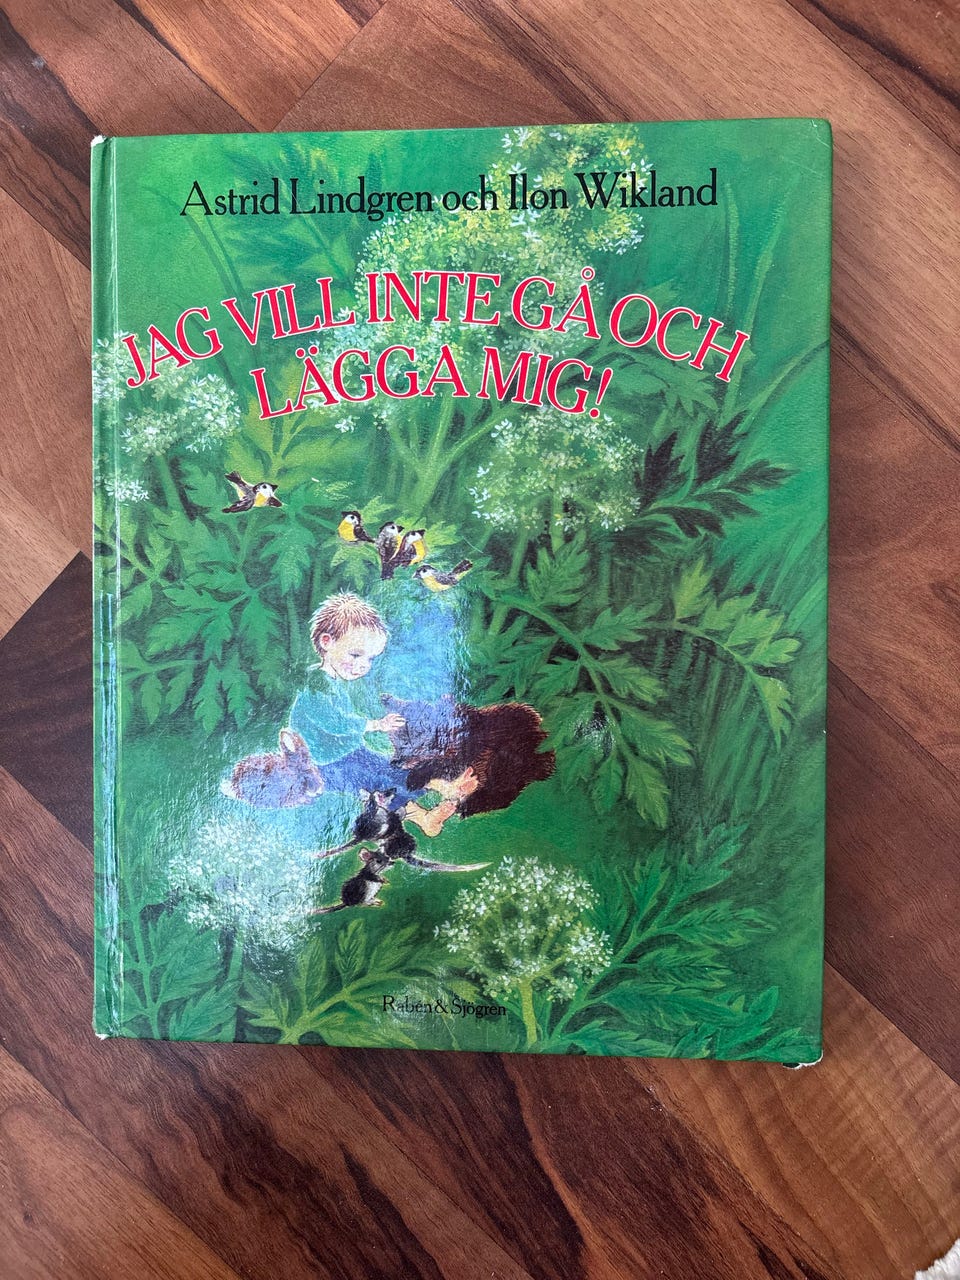 Astrid Lindgren och Ilon Wikland
JAG VILL INTE GÅ OCH
LÄGGA MIG!
Rabén & Sjögren